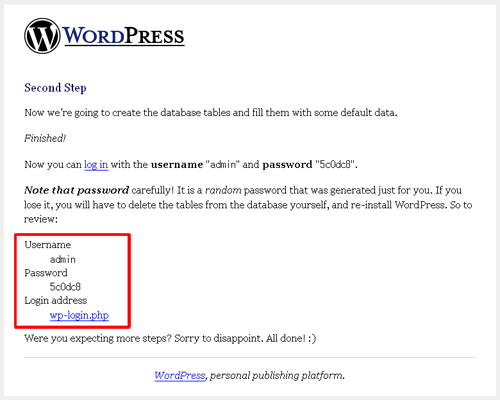 WORDPRESS
Second Step
Now we're going to create the database tables and fill them with some default data.
Finished!
Now you can log in with the username "admin" and password "5c0dc8".
Note that password carefully! It is a random password that was generated just for you. If you
lose it, you will have to delete the tables from the database yourself, and re-install WordPress. So to
review:
Username
admin
Password
5c0dc8
Login address
wp-login.php
Were you expecting more steps? Sorry to disappoint. All done! :)
WordPress, personal publishing platform.